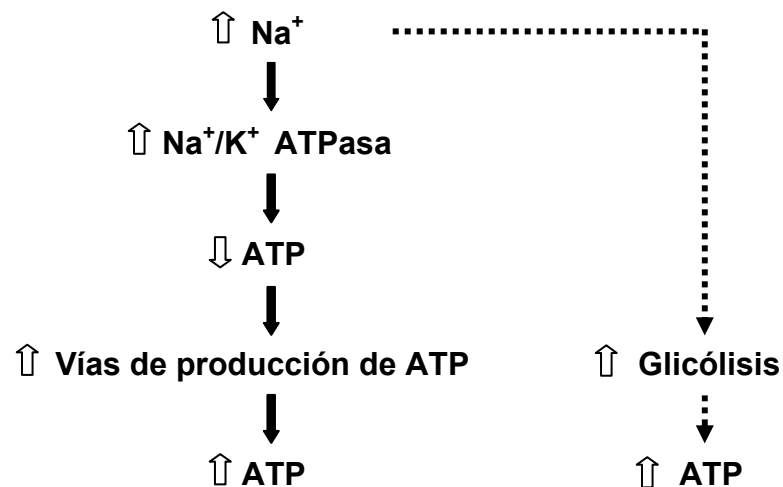 ⇧ Na⁺
⇧ Na⁺/K⁺ ATPasa
⇩ ATP
⇧ Vías de producción de ATP
⇧ Glicólisis
⇧ ATP
⇧ ATP